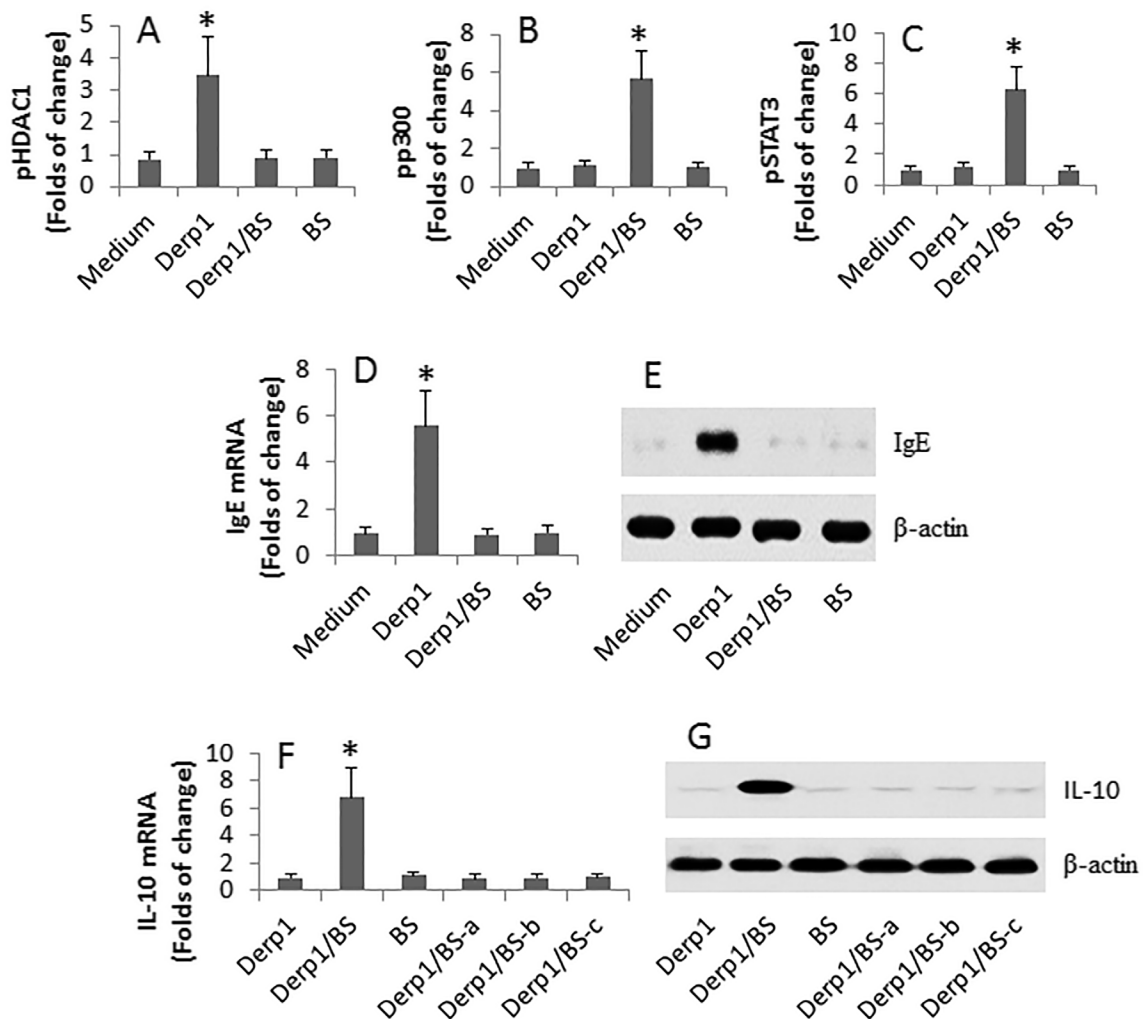 A
*
pHDAC1
(Folds of change)
5
4
3
2
1
0
Medium
Derp1
Derp1/BS
BS
B
*
pp300
(Folds of change)
8
6
4
2
0
Medium
Derp1
Derp1/BS
BS
C
*
pSTAT3
(Folds of change)
10
8
6
4
2
0
Medium
Derp1
Derp1/BS
BS
D
*
IgE mRNA
(Folds of change)
8
6
4
2
0
Medium
Derp1
Derp1/BS
BS
E
IgE
β-actin
Medium
Derp1
Derp1/BS
BS
F
*
IL-10 mRNA
(Folds of change)
10
8
6
4
2
0
Derp1
Derp1/BS
BS
Derp1/BS-a
Derp1/BS-b
Derp1/BS-c
G
IL-10
β-actin
Derp1
Derp1/BS
BS
Derp1/BS-a
Derp1/BS-b
Derp1/BS-c